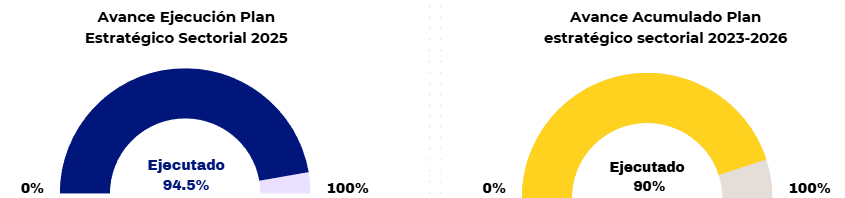 Avance Ejecución Plan
Estratégico Sectorial 2025
Ejecutado
94.5%
0%
100%
Avance Acumulado Plan
estratégico sectorial 2023-2026
Ejecutado
90%
0%
100%